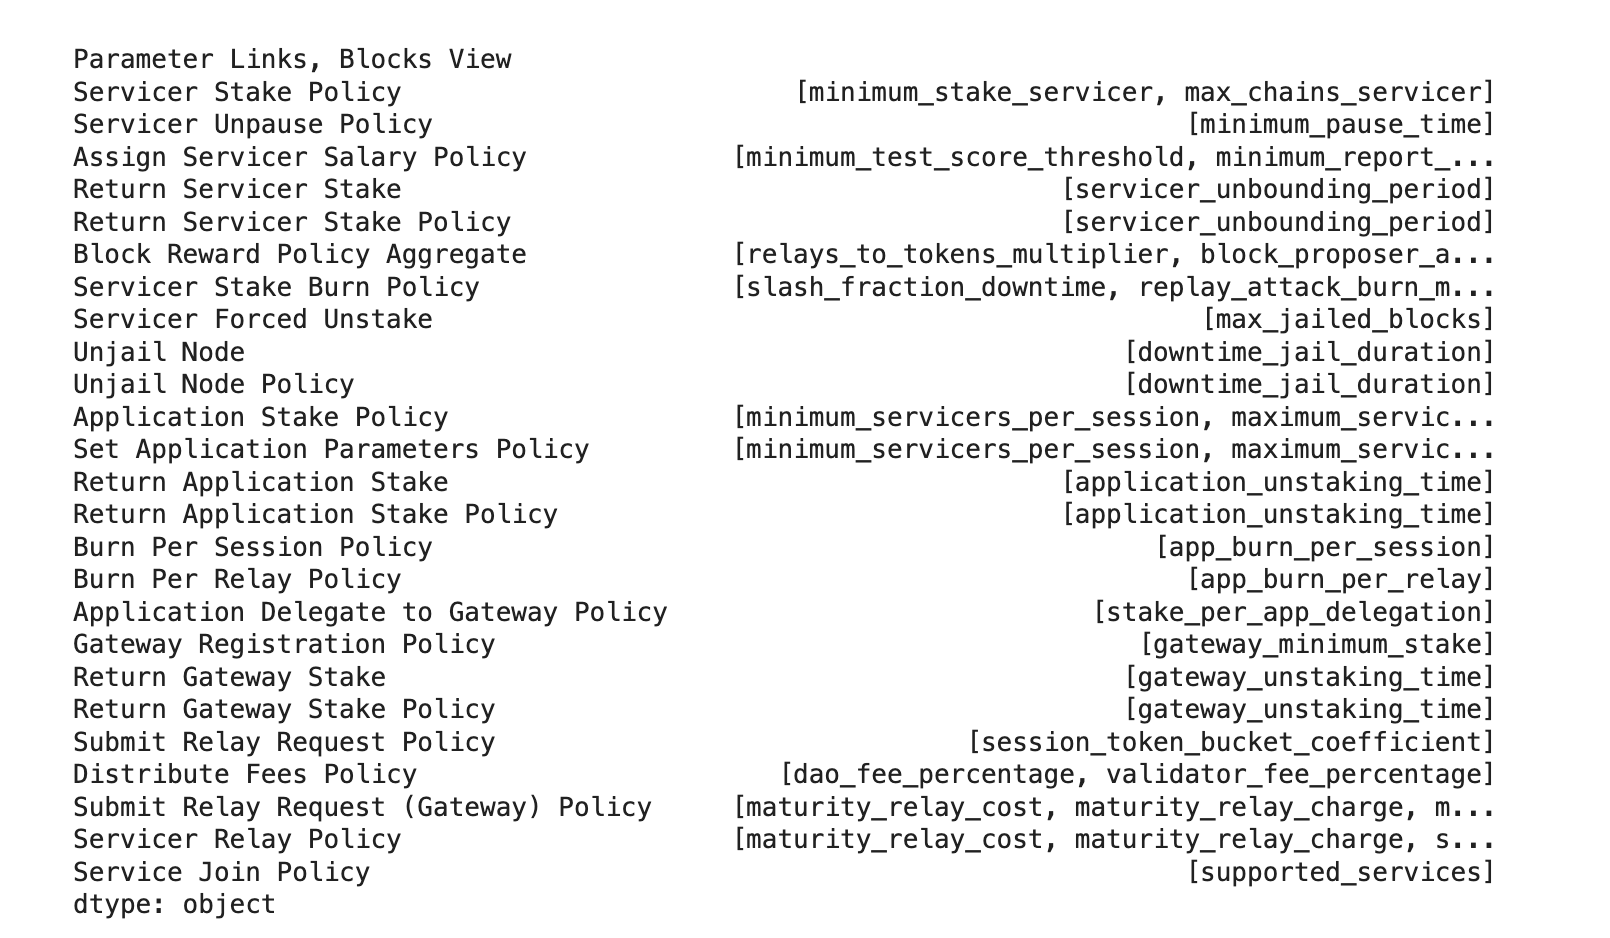 Parameter Links, Blocks View
Servicer Stake Policy [minimum_stake_servicer, max_chains_servicer]
Servicer Unpause Policy [minimum_pause_time]
Assign Servicer Salary Policy [minimum_test_score_threshold, minimum_report_...
Return Servicer Stake [servicer_unbounding_period]
Return Servicer Stake Policy [servicer_unbounding_period]
Block Reward Policy Aggregate [relays_to_tokens_multiplier, block_proposer_a...
Servicer Stake Burn Policy [slash_fraction_downtime, replay_attack_burn_m...
Servicer Forced Unstake [max_jailed_blocks]
Unjail Node [downtime_jail_duration]
Unjail Node Policy [downtime_jail_duration]
Application Stake Policy [minimum_servicers_per_session, maximum_servic...
Set Application Parameters Policy [minimum_servicers_per_session, maximum_servic...
Return Application Stake [application_unstaking_time]
Return Application Stake Policy [application_unstaking_time]
Burn Per Session Policy [app_burn_per_session]
Burn Per Relay Policy [app_burn_per_relay]
Application Delegate to Gateway Policy [stake_per_app_delegation]
Gateway Registration Policy [gateway_minimum_stake]
Return Gateway Stake [gateway_unstaking_time]
Return Gateway Stake Policy [gateway_unstaking_time]
Submit Relay Request Policy [session_token_bucket_coefficient]
Distribute Fees Policy [dao_fee_percentage, validator_fee_percentage]
Submit Relay Request (Gateway) Policy [maturity_relay_cost, maturity_relay_charge, m...
Servicer Relay Policy [maturity_relay_cost, maturity_relay_charge, s...
Service Join Policy [supported_services]
dtype: object